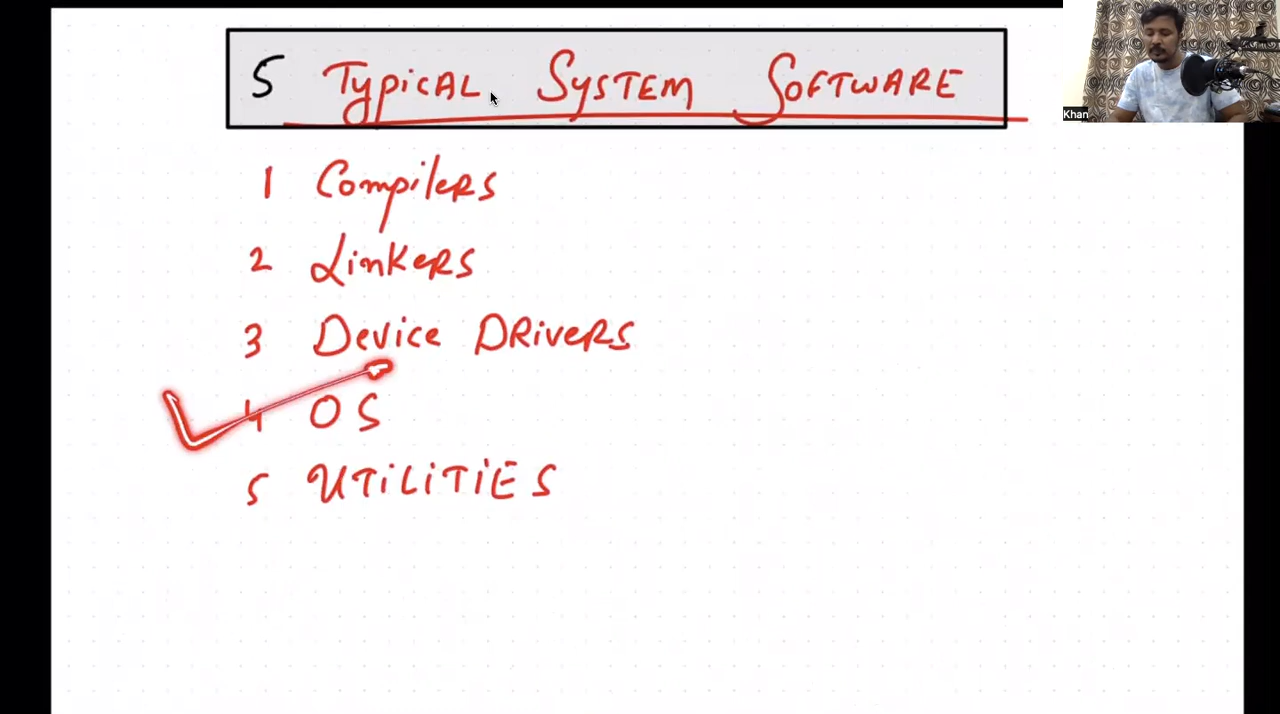 5 Typical System Software
Khan
1 Compilers
2 Linkers
3 Device Drivers
4 OS
5 Utilities